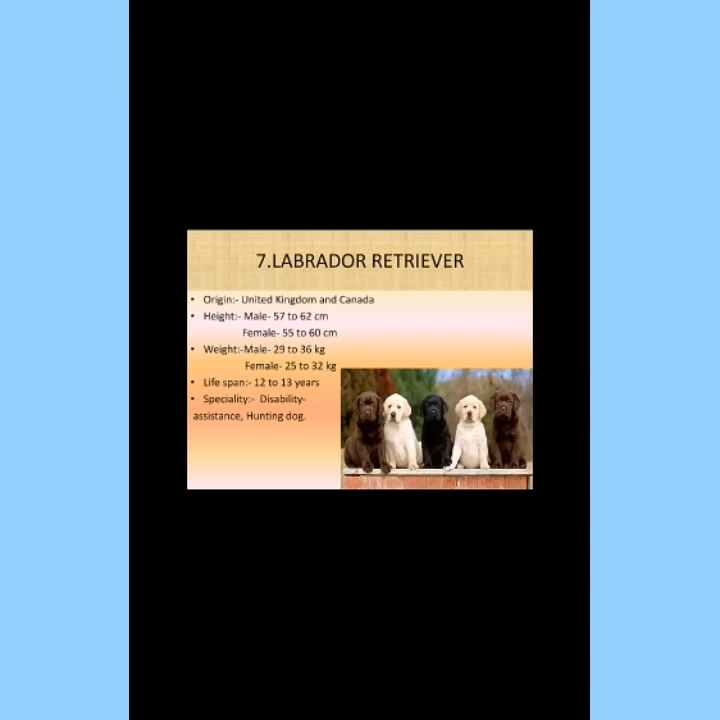 7.LABRADOR RETRIEVER
• Origin:- United Kingdom and Canada
• Height:- Male- 57 to 62 cm
Female- 55 to 60 cm
• Weight:-Male- 29 to 36 kg
Female- 25 to 32 kg
• Life span:- 12 to 13 years
• Speciality:- Disability-
assistance, Hunting dog.